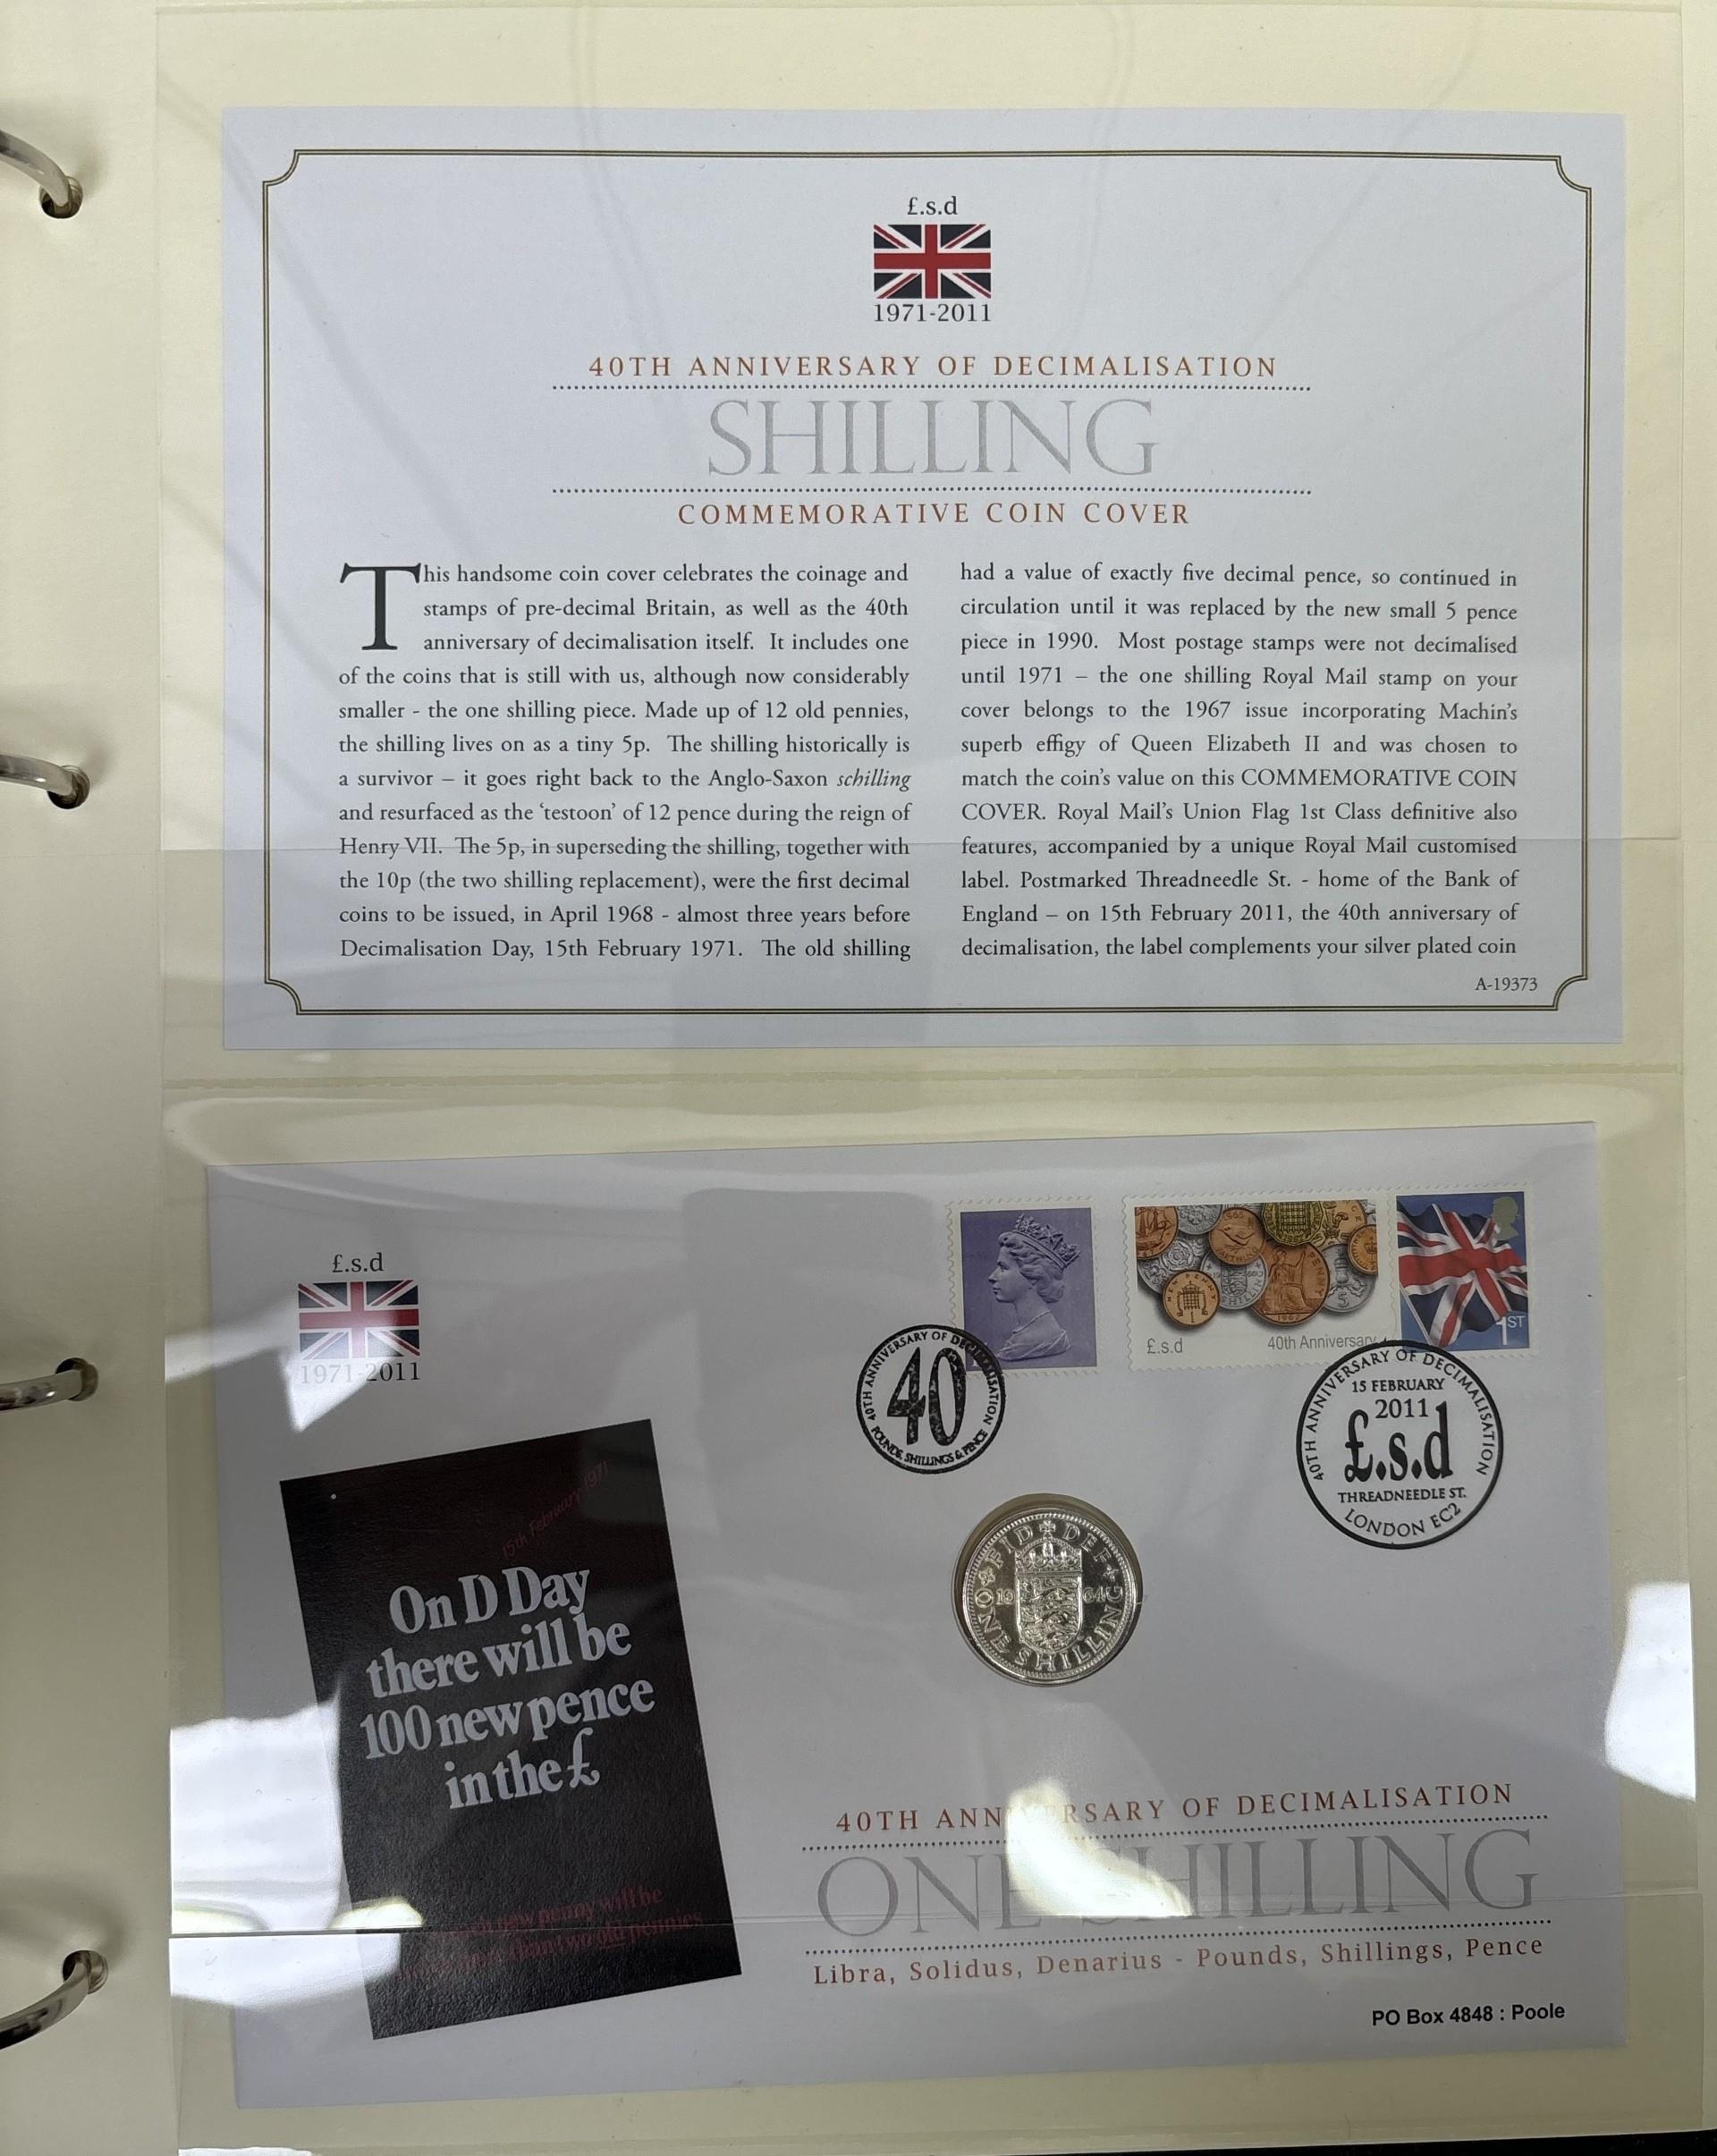 £.s.d
1971-2011
40TH ANNIVERSARY OF DECIMALISATION
SHILLING
COMMEMORATIVE COIN COVER
This handsome coin cover celebrates the coinage and
stamps of pre-decimal Britain, as well as the 40th
anniversary of decimalisation itself. It includes one
of the coins that is still with us, although now considerably
smaller - the one shilling piece. Made up of 12 old pennies,
the shilling lives on as a tiny 5p. The shilling historically is
a survivor – it goes right back to the Anglo-Saxon schilling
and resurfaced as the ‘testoon’ of 12 pence during the reign of
Henry VII. The 5p, in superseding the shilling, together with
the 10p (the two shilling replacement), were the first decimal
coins to be issued, in April 1968 - almost three years before
Decimalisation Day, 15th February 1971. The old shilling
had a value of exactly five decimal pence, so continued in
circulation until it was replaced by the new small 5 pence
piece in 1990. Most postage stamps were not decimalised
until 1971 – the one shilling Royal Mail stamp on your
cover belongs to the 1967 issue incorporating Machin's
superb effigy of Queen Elizabeth II and was chosen to
match the coin's value on this COMMEMORATIVE COIN
COVER. Royal Mail's Union Flag 1st Class definitive also
features, accompanied by a unique Royal Mail customised
label. Postmarked Threadneedle St. - home of the Bank of
England – on 15th February 2011, the 40th anniversary of
decimalisation, the label complements your silver plated coin
A-19373
£.s.d
1971-2011
£.s.d
40th Anniversary
1ST
40TH ANNIVERSARY OF DECIMALISATION
40
POUNDS, SHILLINGS & PENCE
40TH ANNIVERSARY OF DECIMALISATION
15 FEBRUARY
2011
£.s.d
THREADNEEDLE ST.
LONDON EC2
FID DEF
1964
ONE SHILLING
15th February 1971
On D Day
there will be
100 new pence
in the £
new penny will be
than two old pennies
40TH ANNIVERSARY OF DECIMALISATION
ONE SHILLING
Libra, Solidus, Denarius - Pounds, Shillings, Pence
PO Box 4848 : Poole